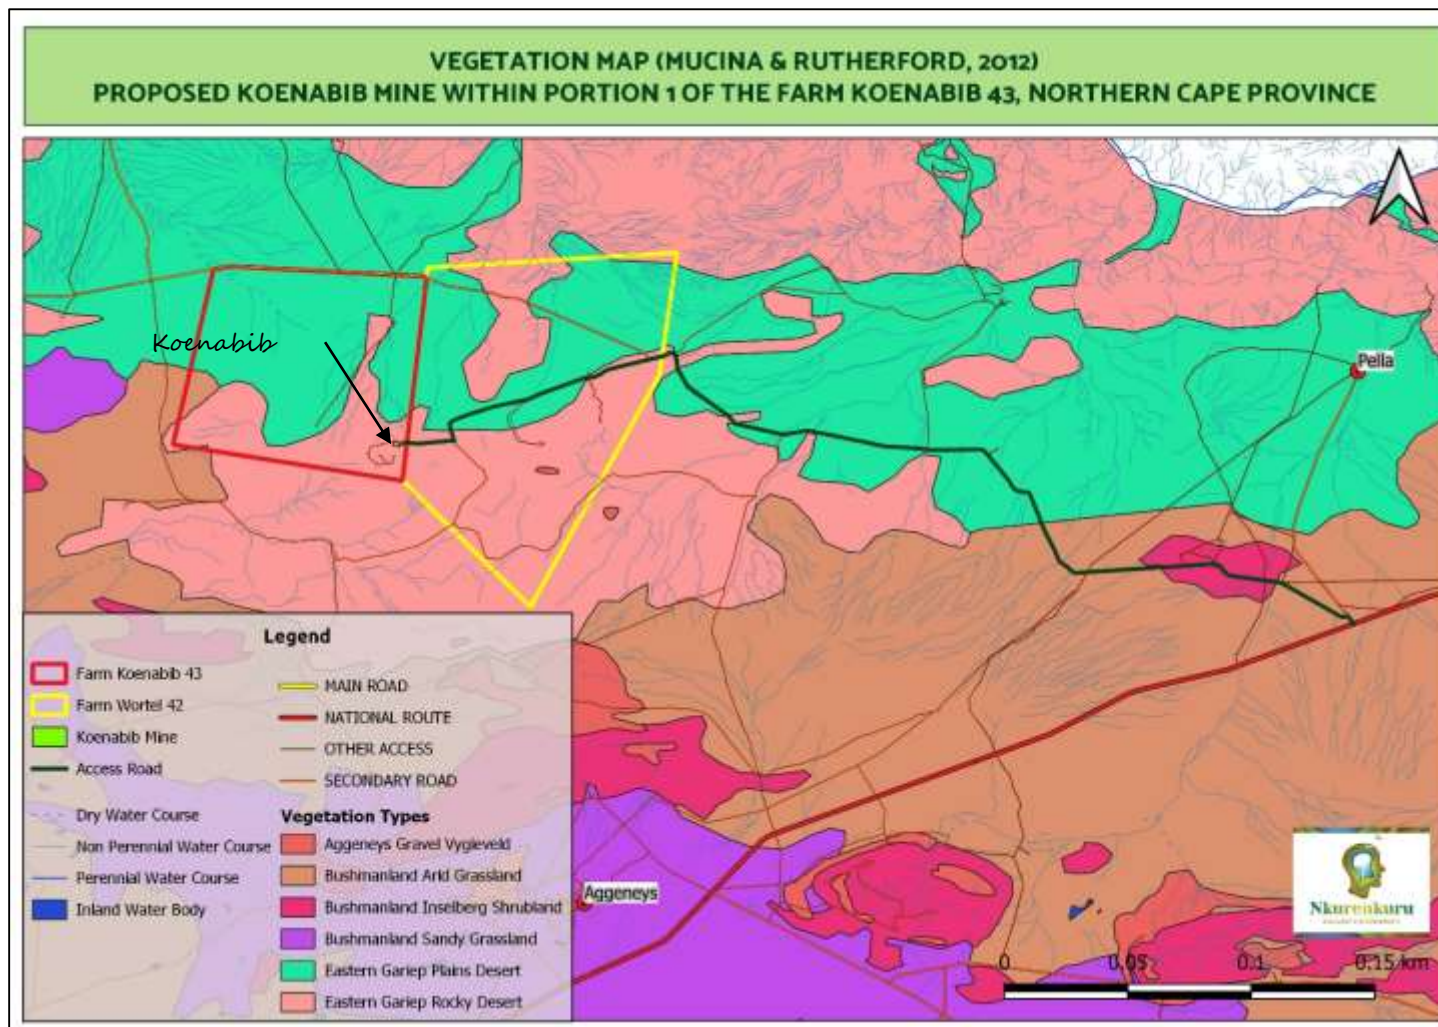 VEGETATION MAP (MUCINA & RUTHERFORD, 2012)
PROPOSED KOENABIB MINE WITHIN PORTION 1 OF THE FARM KOENABIB 43, NORTHERN CAPE PROVINCE
Koenabib
Pella
Aggeneys
Legend
Farm Koenabib 43
Farm Wortel 42
Koenabib Mine
Access Road
Dry Water Course
Non Perennial Water Course
Perennial Water Course
Inland Water Body
MAIN ROAD
NATIONAL ROUTE
OTHER ACCESS
SECONDARY ROAD
Vegetation Types
Aggeneys Gravel Vygieveld
Bushmanland Arid Grassland
Bushmanland Inselberg Shrubland
Bushmanland Sandy Grassland
Eastern Gariep Plains Desert
Eastern Gariep Rocky Desert
Nkurenkuru
0 0.05 0.1 0.15 km